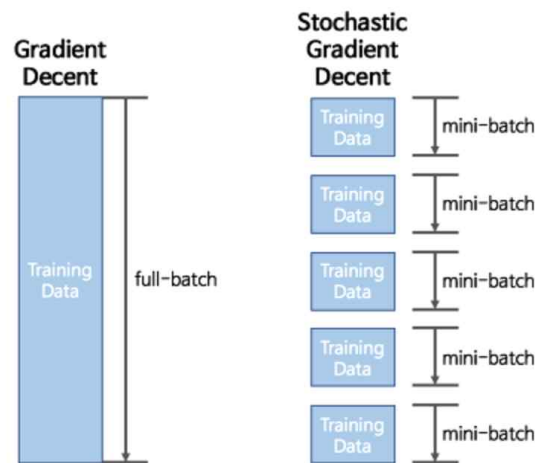 Gradient
Decent
Training
Data
full-batch
Stochastic
Gradient
Decent
Training
Data
mini-batch
Training
Data
mini-batch
Training
Data
mini-batch
Training
Data
mini-batch
Training
Data
mini-batch